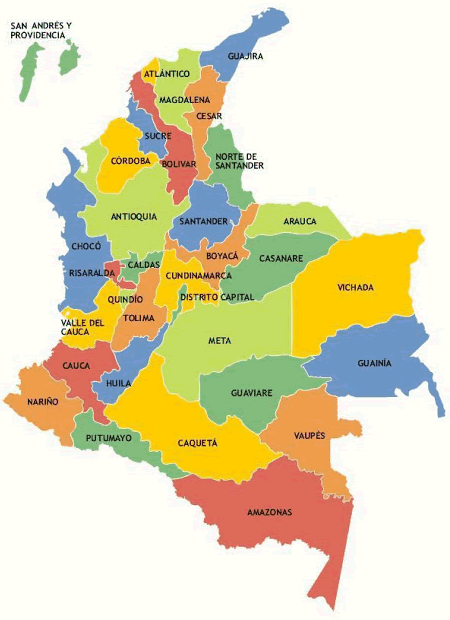 SAN ANDRÉS Y
PROVIDENCIA
GUAJIRA
ATLÁNTICO
MAGDALENA
CESAR
SUCRE
CÓRDOBA
BOLIVAR
NORTE DE
SANTANDER
ANTIOQUIA
SANTANDER
ARAUCA
CHOCÓ
BOYACÁ
CASANARE
RISARALDA
CALDAS
CUNDINAMARCA
VICHADA
QUINDÍO
DISTRITO CAPITAL
TOLIMA
VALLE DEL
CAUCA
META
CAUCA
GUAINÍA
HUILA
GUAVIARE
NARIÑO
PUTUMAYO
CAQUETÁ
VAUPÉS
AMAZONAS